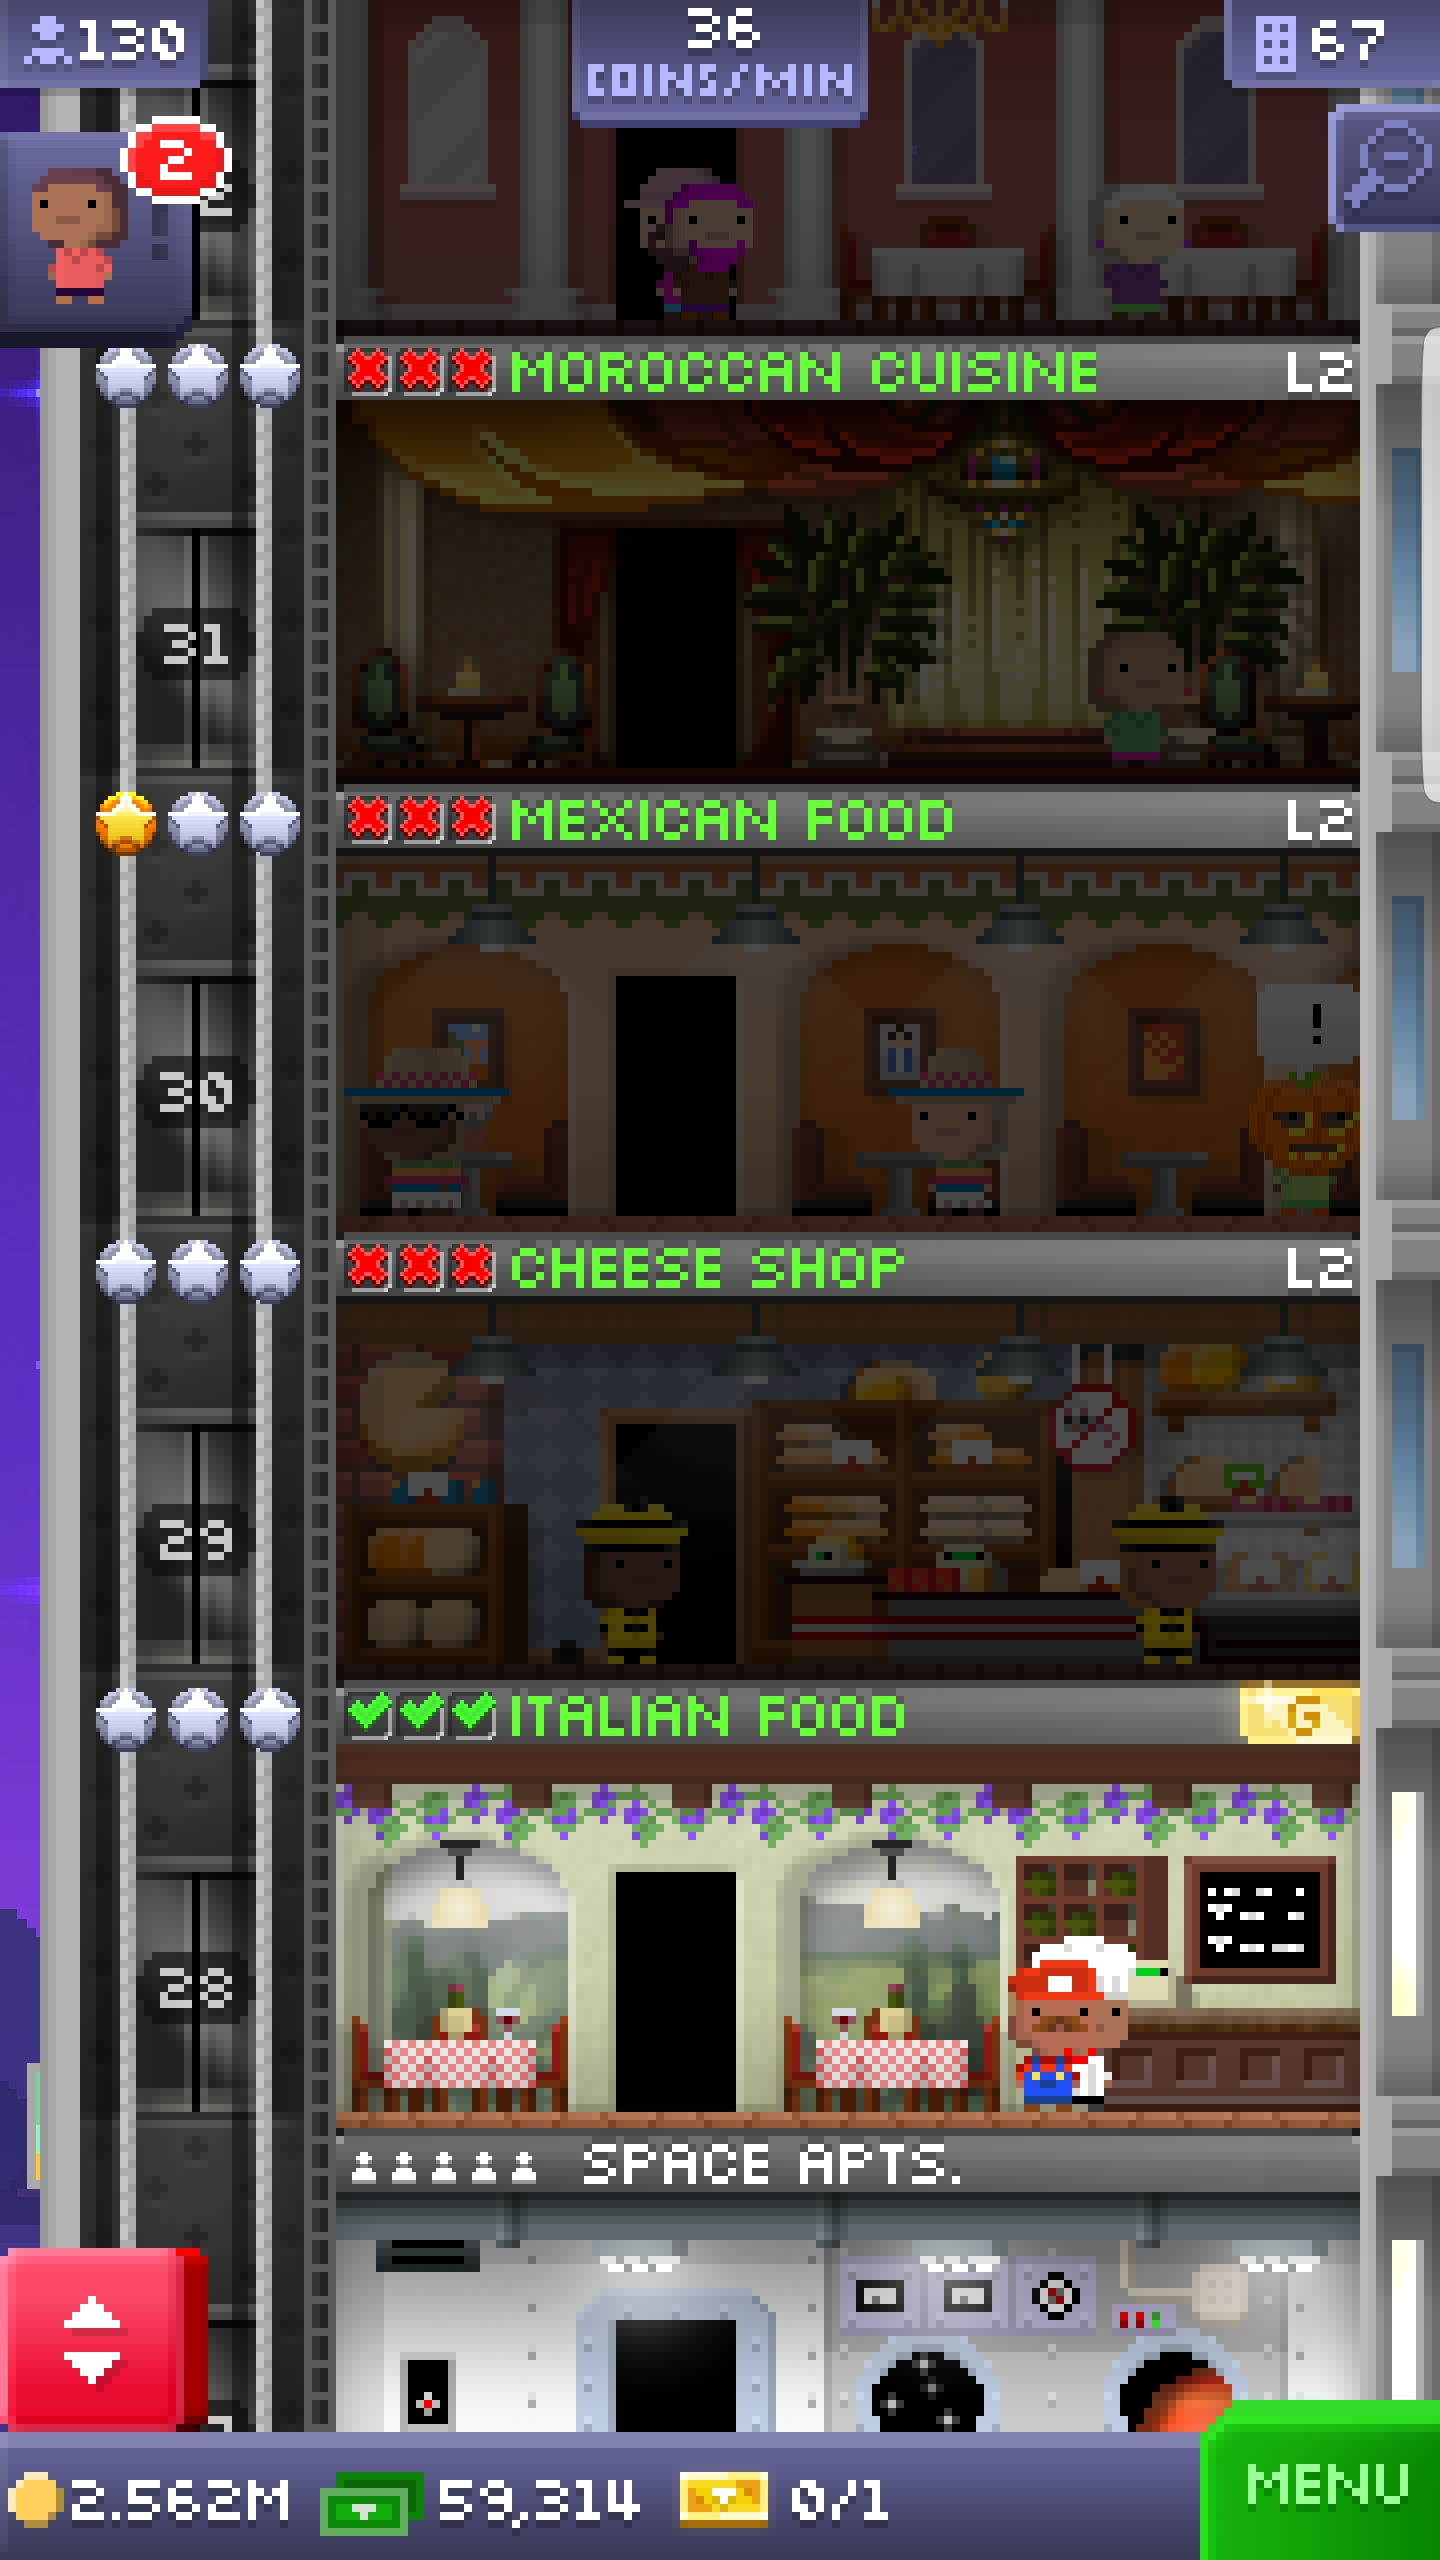 130
36
COINS/MIN
67
2
MOROCCAN CUISINE L2
31
MEXICAN FOOD L2
!
30
CHEESE SHOP L2
29
ITALIAN FOOD G
28
SPACE APTS.
2.562M 59,314 0/1 MENU